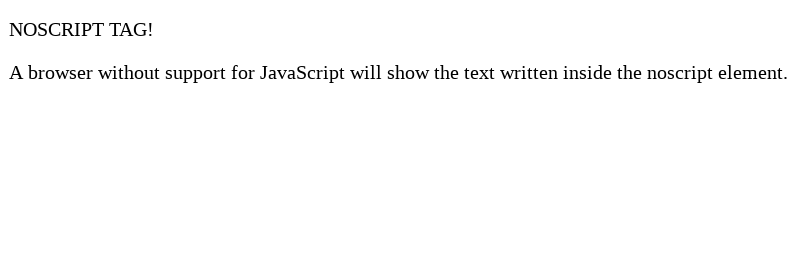 NOSCRIPT TAG!
A browser without support for JavaScript will show the text written inside the noscript element.